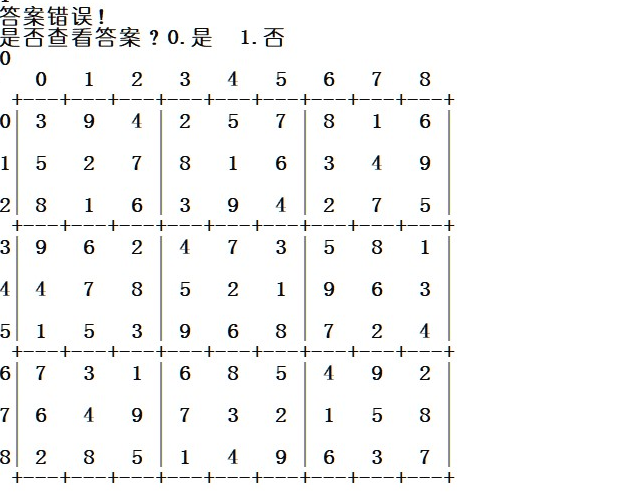 答案错误!
是否查看答案?0.是 1.否
0
0 1 2 3 4 5 6 7 8
+---+---+---+---+---+---+---+---+---+
0| 3 9 4 | 2 5 7 | 8 1 6 |
1| 5 2 7 | 8 1 6 | 3 4 9 |
2| 8 1 6 | 3 9 4 | 2 7 5 |
+---+---+---+---+---+---+---+---+---+
3| 9 6 2 | 4 7 3 | 5 8 1 |
4| 4 7 8 | 5 2 1 | 9 6 3 |
5| 1 5 3 | 9 6 8 | 7 2 4 |
+---+---+---+---+---+---+---+---+---+
6| 7 3 1 | 6 8 5 | 4 9 2 |
7| 6 4 9 | 7 3 2 | 1 5 8 |
8| 2 8 5 | 1 4 9 | 6 3 7 |
+---+---+---+---+---+---+---+---+---+